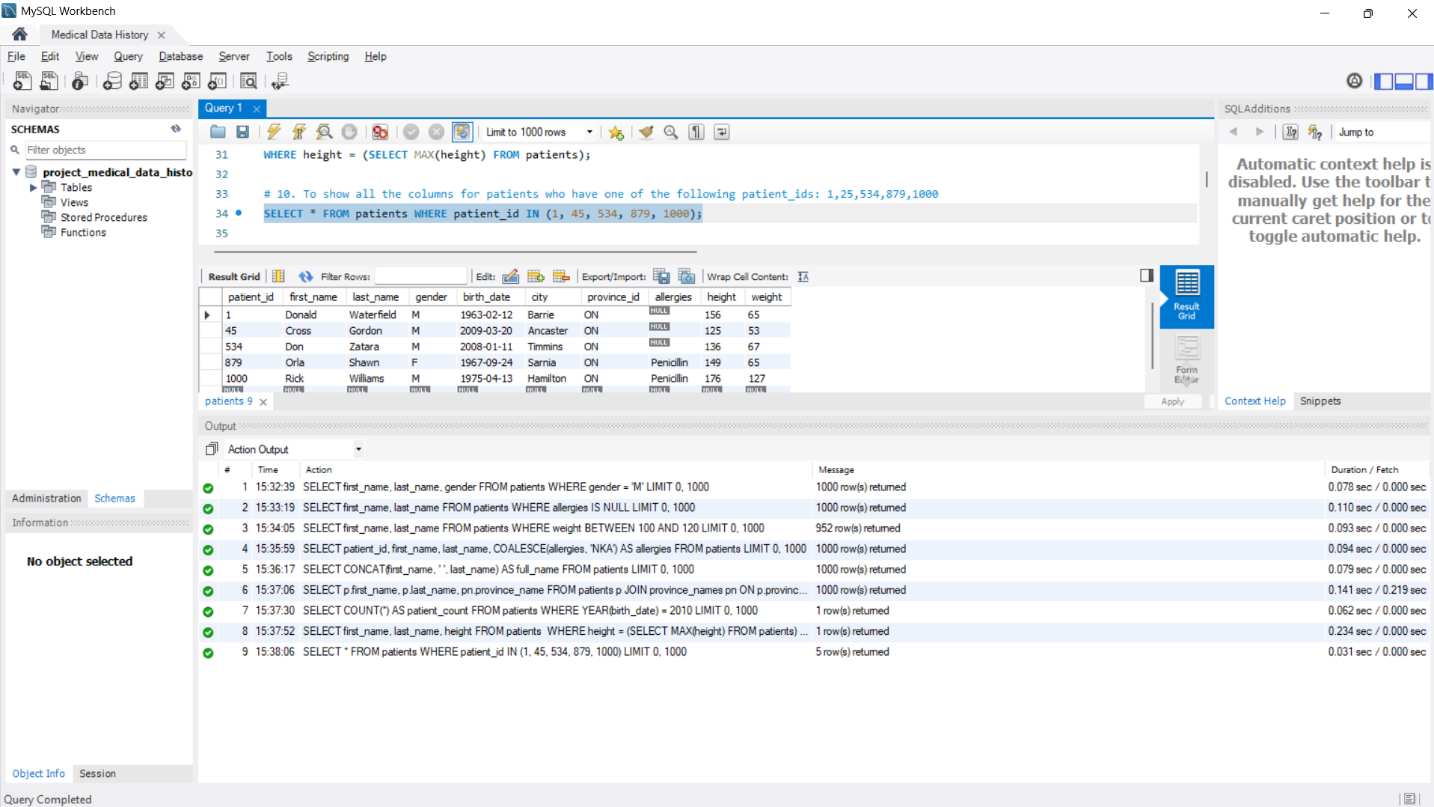 MySQL Workbench
Medical Data History
File Edit View Query Database Server Tools Scripting Help
Navigator
SCHEMAS
Filter objects
project_medical_data_histo
Tables
Views
Stored Procedures
Functions
Administration Schemas
Information
No object selected
Object Info Session
Query Completed
Query 1
Limit to 1000 rows
31 WHERE height = (SELECT MAX(height) FROM patients);
32
33 # 10. To show all the columns for patients who have one of the following patient_ids: 1,25,534,879,1000
34 SELECT * FROM patients WHERE patient_id IN (1, 45, 534, 879, 1000);
35
Result Grid Filter Rows: Edit: Export/Import: Wrap Cell Content:
patient_id first_name last_name gender birth_date city province_id allergies height weight
1 Donald Waterfield M 1963-02-12 Barrie ON NULL 156 65
45 Cross Gordon M 2009-03-20 Ancaster ON NULL 125 53
534 Don Zatara M 2008-01-11 Timmins ON NULL 136 67
879 Orla Shawn F 1967-09-24 Sarnia ON Penicillin 149 65
1000 Rick Williams M 1975-04-13 Hamilton ON Penicillin 176 127
NULL NULL NULL NULL NULL NULL NULL NULL NULL NULL
Result Grid
Form Editor
patients 9
Apply
SQLAdditions
Jump to
Automatic context help is
disabled. Use the toolbar t
manually get help for the
current caret position or to
toggle automatic help.
Context Help Snippets
Output
Action Output
# Time Action Message Duration / Fetch
1 15:32:39 SELECT first_name, last_name, gender FROM patients WHERE gender = 'M' LIMIT 0, 1000 1000 row(s) returned 0.078 sec / 0.000 sec
2 15:33:19 SELECT first_name, last_name FROM patients WHERE allergies IS NULL LIMIT 0, 1000 1000 row(s) returned 0.110 sec / 0.000 sec
3 15:34:05 SELECT first_name, last_name FROM patients WHERE weight BETWEEN 100 AND 120 LIMIT 0, 1000 952 row(s) returned 0.093 sec / 0.000 sec
4 15:35:59 SELECT patient_id, first_name, last_name, COALESCE(allergies, 'NKA') AS allergies FROM patients LIMIT 0, 1000 1000 row(s) returned 0.094 sec / 0.000 sec
5 15:36:17 SELECT CONCAT(first_name, ' ', last_name) AS full_name FROM patients LIMIT 0, 1000 1000 row(s) returned 0.079 sec / 0.000 sec
6 15:37:06 SELECT p.first_name, p.last_name, pn.province_name FROM patients p JOIN province_names pn ON p.provinc... 1000 row(s) returned 0.141 sec / 0.219 sec
7 15:37:30 SELECT COUNT(*) AS patient_count FROM patients WHERE YEAR(birth_date) = 2010 LIMIT 0, 1000 1 row(s) returned 0.062 sec / 0.000 sec
8 15:37:52 SELECT first_name, last_name, height FROM patients WHERE height = (SELECT MAX(height) FROM patients) ... 1 row(s) returned 0.234 sec / 0.000 sec
9 15:38:06 SELECT * FROM patients WHERE patient_id IN (1, 45, 534, 879, 1000) LIMIT 0, 1000 5 row(s) returned 0.031 sec / 0.000 sec